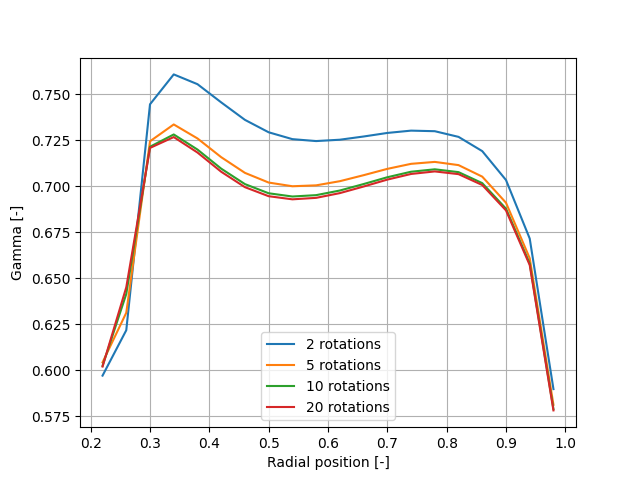 0.750
0.725
0.700
0.675
0.650
0.625
0.600
0.575
Gamma [-]
2 rotations
5 rotations
10 rotations
20 rotations
0.2 0.3 0.4 0.5 0.6 0.7 0.8 0.9 1.0
Radial position [-]